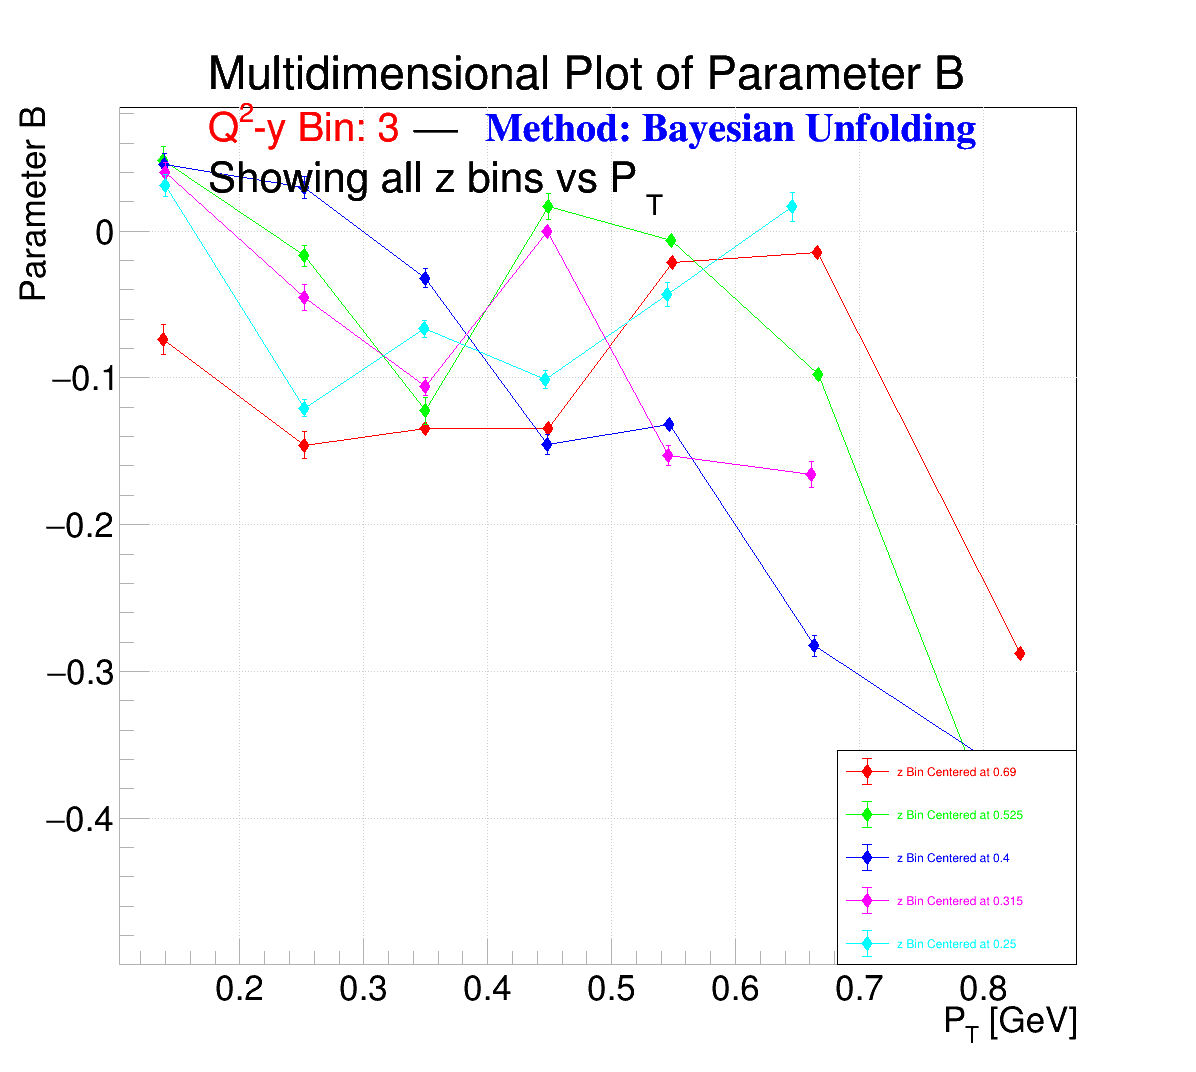 Multidimensional Plot of Parameter B
Q2-y Bin: 3 — Method: Bayesian Unfolding
Showing all z bins vs P T
Parameter B
0
−0.1
−0.2
−0.3
−0.4
z Bin Centered at 0.69
z Bin Centered at 0.525
z Bin Centered at 0.4
z Bin Centered at 0.315
z Bin Centered at 0.25
0.2 0.3 0.4 0.5 0.6 0.7 0.8
PT [GeV]